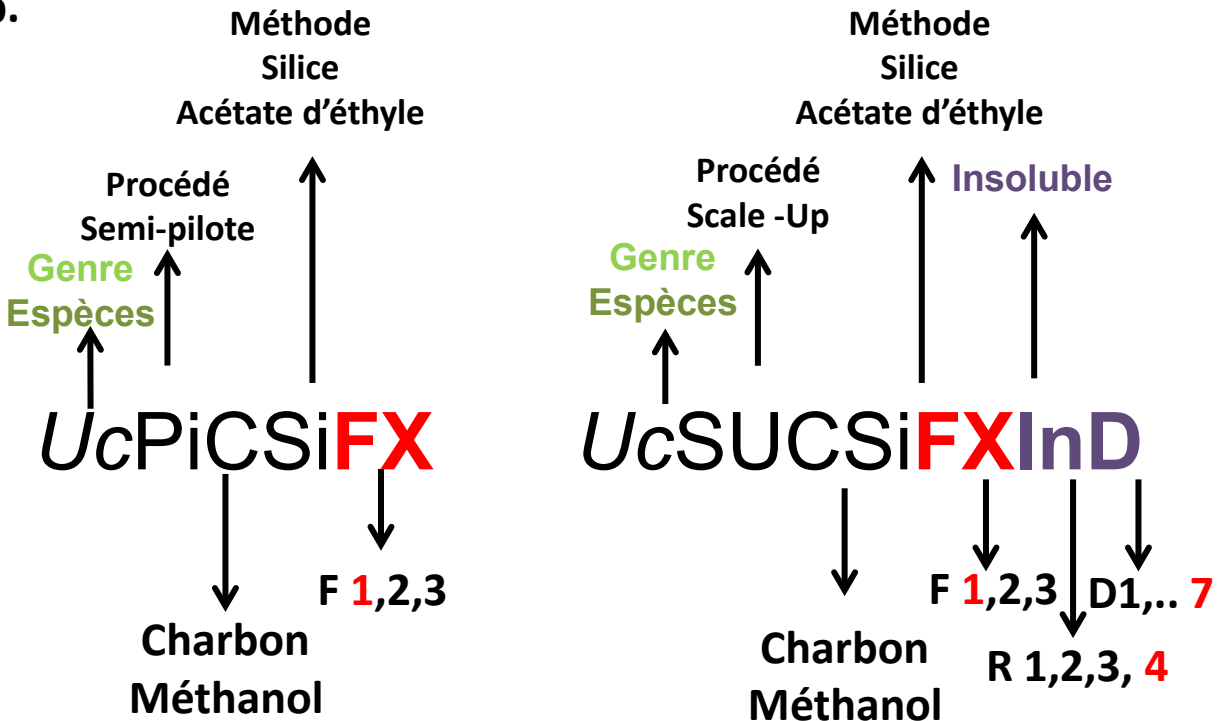 b.
Méthode
Silice
Acétate d'éthyle
Procédé
Semi-pilote
Genre
Espèces
UcPiCSiFX
F 1,2,3
Charbon
Méthanol
Méthode
Silice
Acétate d'éthyle
Procédé
Scale -Up
Insoluble
Genre
Espèces
UcSUCSiFXInD
F 1,2,3
D1,.. 7
R 1,2,3, 4
Charbon
Méthanol